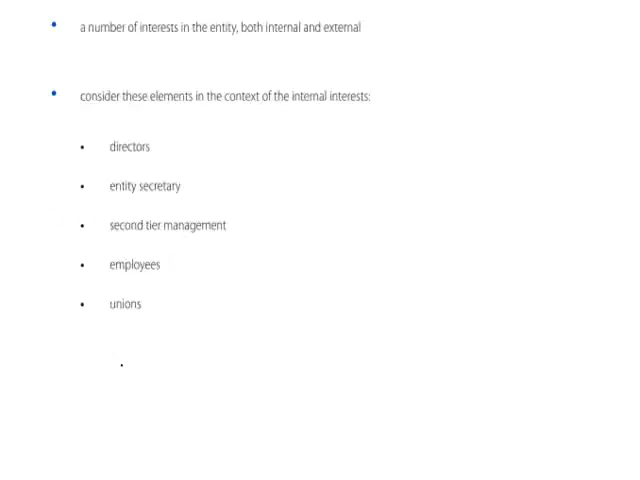 • a number of interests in the entity, both internal and external
• consider these elements in the context of the internal interests:
• directors
• entity secretary
• second tier management
• employees
• unions